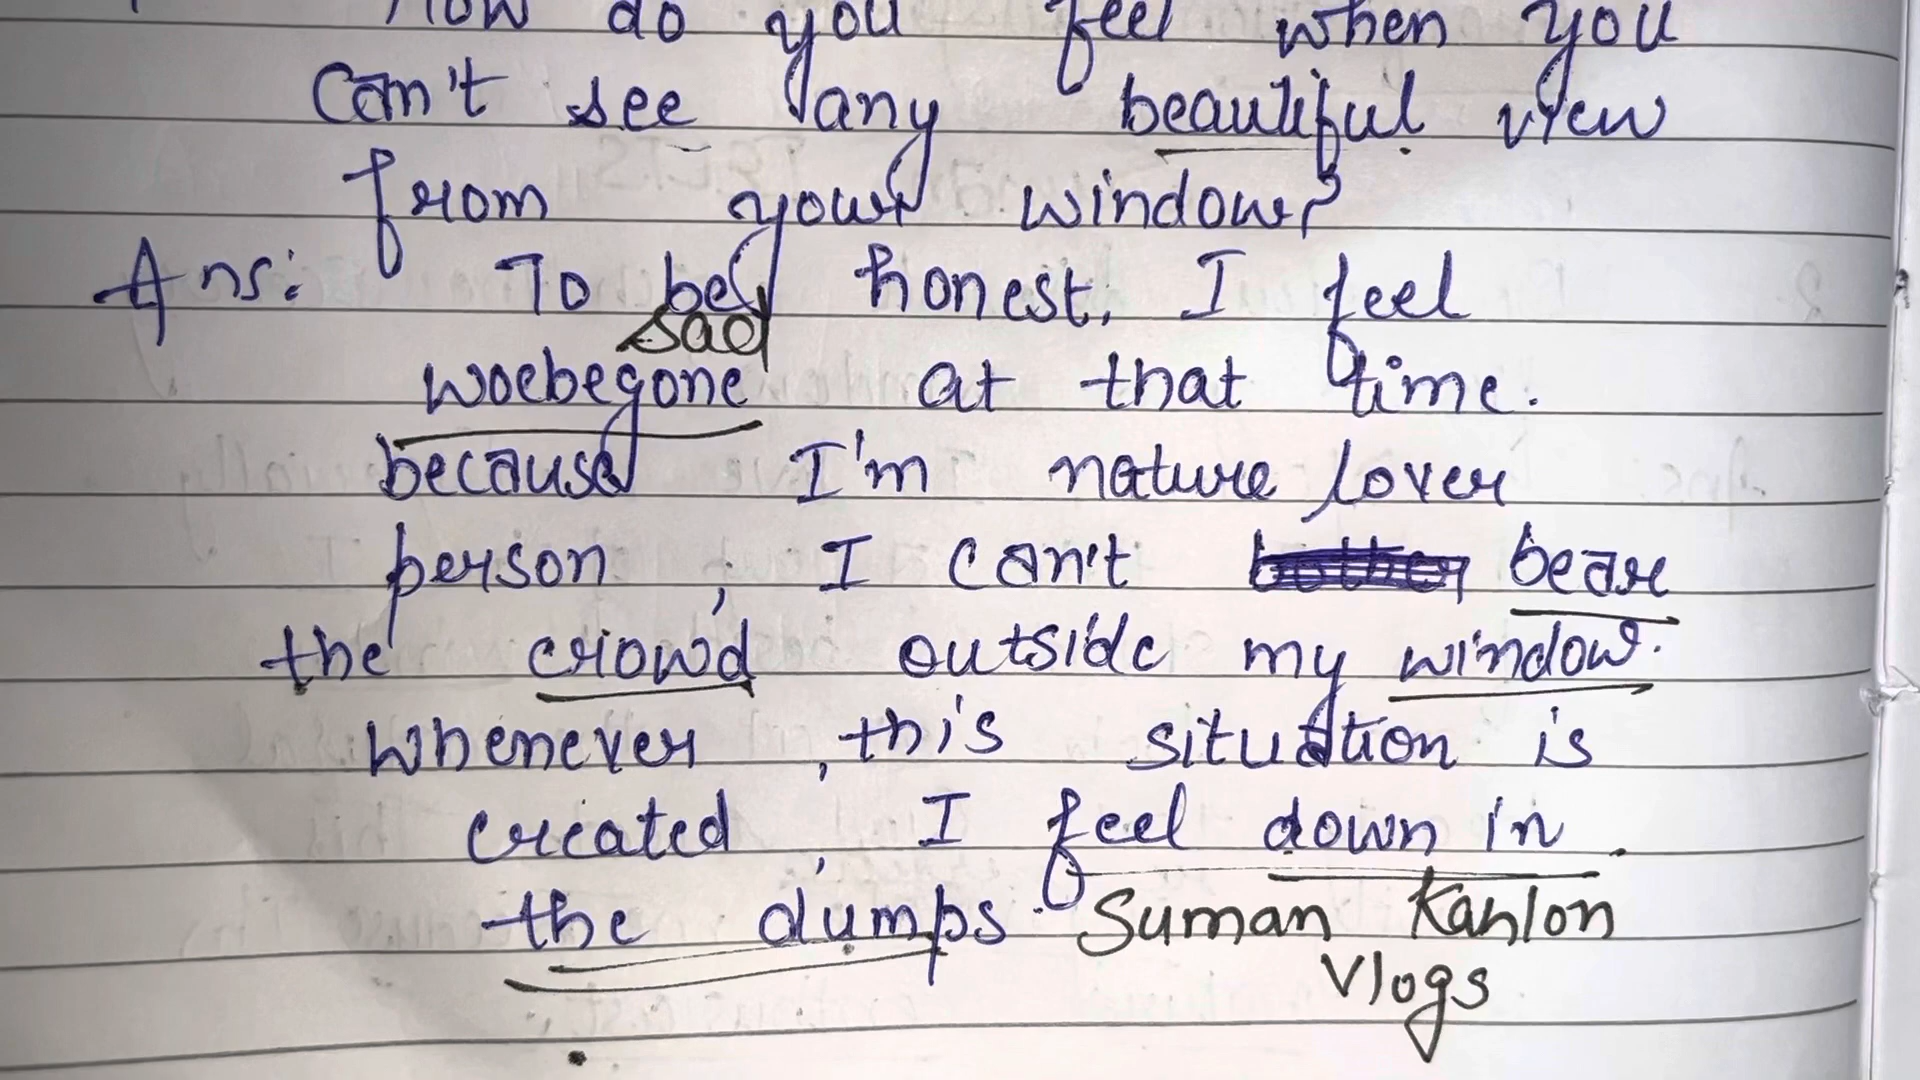 How do you feel when you
Can't see any beautiful view
from your window?
Ans: To be honest, I feel
sad
woebegone at that time.
because I'm nature lover
person, I can't bother bear
the crowd outside my window.
Whenever, this situation is
created, I feel down in
the dumps. Suman Kahlon
Vlogs